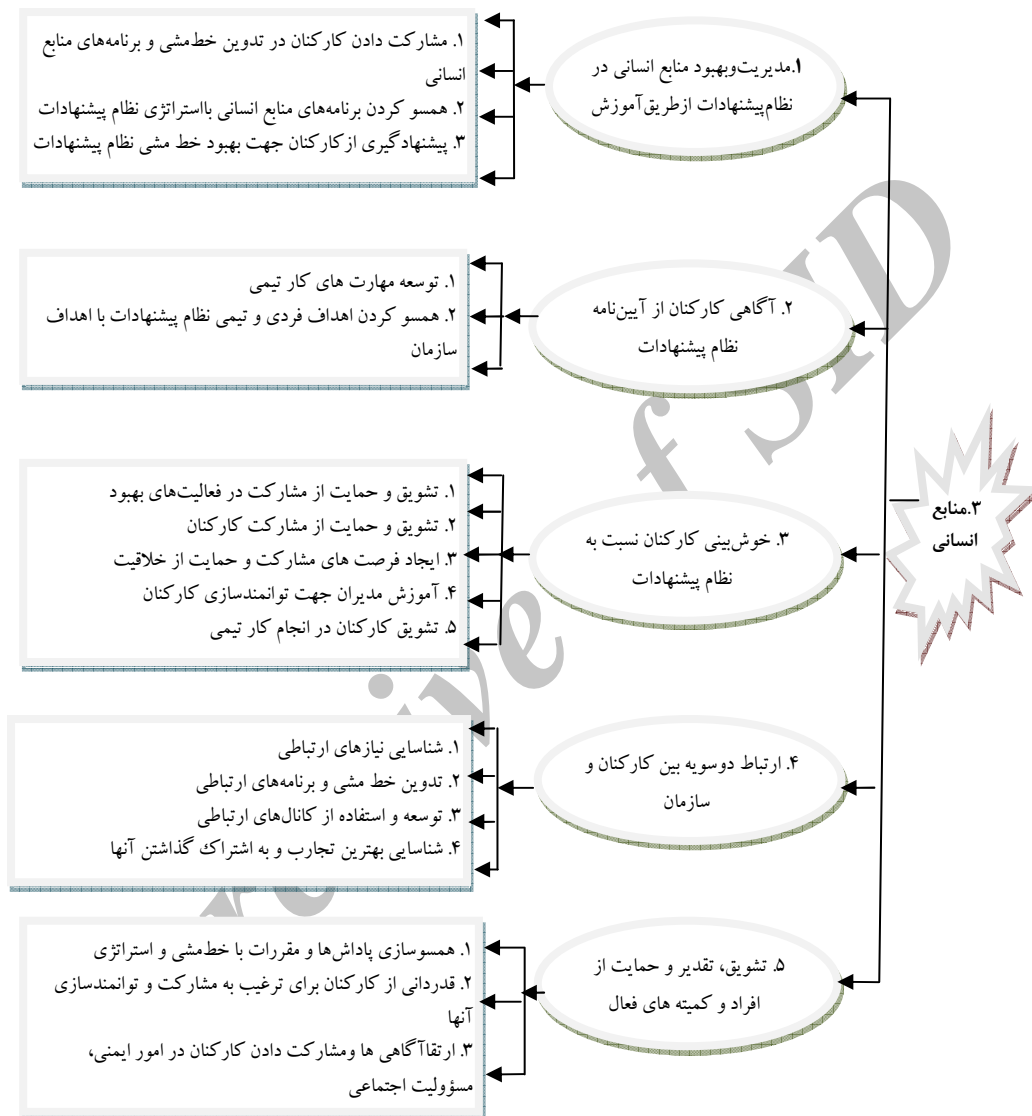 ۱.مدیریت‌وبهبود منابع انسانی در
نظام‌پیشنهادات ازطریق‌آموزش
۱. مشارکت دادن کارکنان در تدوین خط‌مشی و برنامه‌های منابع
انسانی
۲. همسو کردن برنامه‌های منابع انسانی بااستراتژی نظام پیشنهادات
۳. پیشنهادگیری ازکارکنان جهت بهبود خط مشی نظام پیشنهادات
۲. آگاهی کارکنان از آیین‌نامه
نظام پیشنهادات
۱. توسعه مهارت های کار تیمی
۲. همسو کردن اهداف فردی و تیمی نظام پیشنهادات با اهداف
سازمان
۳.منابع
انسانی
۳. خوش‌بینی کارکنان نسبت به
نظام پیشنهادات
۱. تشویق و حمایت از مشارکت در فعالیت‌های بهبود
۲. تشویق و حمایت از مشارکت کارکنان
۳. ایجاد فرصت های مشارکت و حمایت از خلاقیت
۴. آموزش مدیران جهت توانمندسازی کارکنان
۵. تشویق کارکنان در انجام کار تیمی
۴. ارتباط دوسویه بین کارکنان و
سازمان
۱. شناسایی نیازهای ارتباطی
۲. تدوین خط مشی و برنامه‌های ارتباطی
۳. توسعه و استفاده از کانال‌های ارتباطی
۴. شناسایی بهترین تجارب و به اشتراك گذاشتن آنها
۵. تشویق، تقدیر و حمایت از
افراد و کمیته های فعال
۱. همسوسازی پاداش‌ها و مقررات با خط‌مشی و استراتژی
۲. قدردانی از کارکنان برای ترغیب به مشارکت و توانمندسازی
آنها
۳. ارتقاآگاهی ها ومشارکت دادن کارکنان در امور ایمنی،
مسؤولیت اجتماعی
Archive of SID